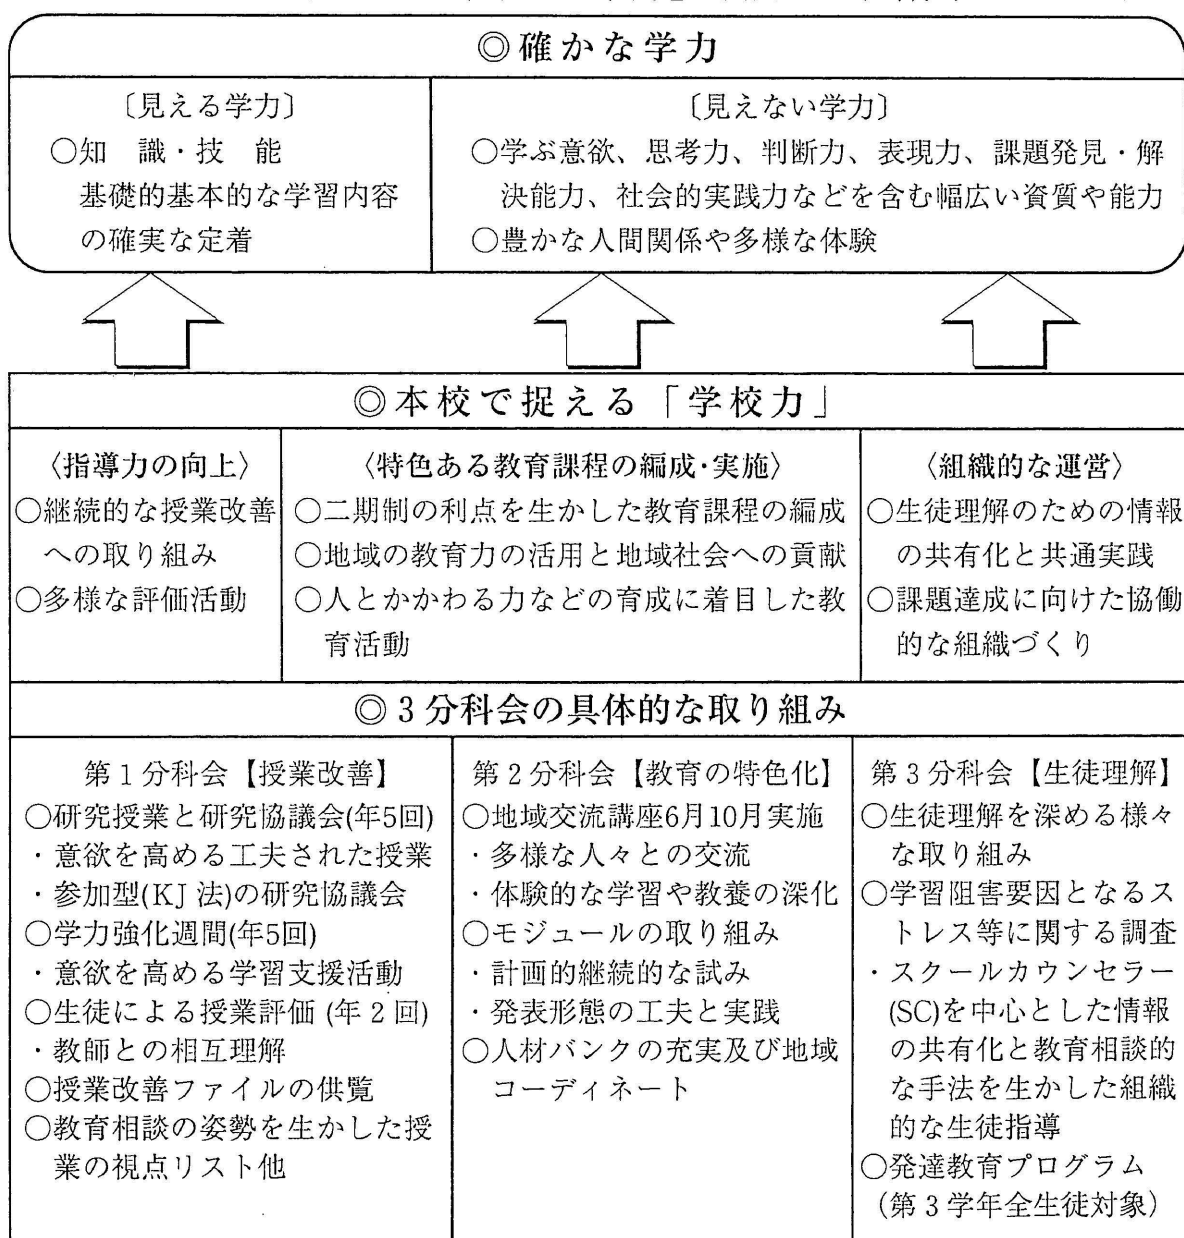 ◎確かな学力
〔見える学力〕
○知　識・技　能
基礎的基本的な学習内容
の確実な定着
〔見えない学力〕
○学ぶ意欲、思考力、判断力、表現力、課題発見・解
決能力、社会的実践力などを含む幅広い資質や能力
○豊かな人間関係や多様な体験
◎本校で捉える「学校力」
〈指導力の向上〉
○継続的な授業改善
への取り組み
○多様な評価活動
〈特色ある教育課程の編成・実施〉
○二期制の利点を生かした教育課程の編成
○地域の教育力の活用と地域社会への貢献
○人とかかわる力などの育成に着目した教
育活動
〈組織的な運営〉
○生徒理解のための情報
の共有化と共通実践
○課題達成に向けた協働
的な組織づくり
◎3分科会の具体的な取り組み
第1分科会【授業改善】
○研究授業と研究協議会(年5回)
・意欲を高める工夫された授業
・参加型(KJ法)の研究協議会
○学力強化週間(年5回)
・意欲を高める学習支援活動
○生徒による授業評価(年2回)
・教師との相互理解
○授業改善ファイルの供覧
○教育相談の姿勢を生かした授
業の視点リスト他
第2分科会【教育の特色化】
○地域交流講座6月10月実施
・多様な人々との交流
・体験的な学習や教養の深化
○モジュールの取り組み
・計画的継続的な試み
・発表形態の工夫と実践
○人材バンクの充実及び地域
コーディネート
第3分科会【生徒理解】
○生徒理解を深める様々
な取り組み
○学習阻害要因となるス
トレス等に関する調査
・スクールカウンセラー
(SC)を中心とした情報
の共有化と教育相談的
な手法を生かした組織
的な生徒指導
○発達教育プログラム
(第3学年全生徒対象)